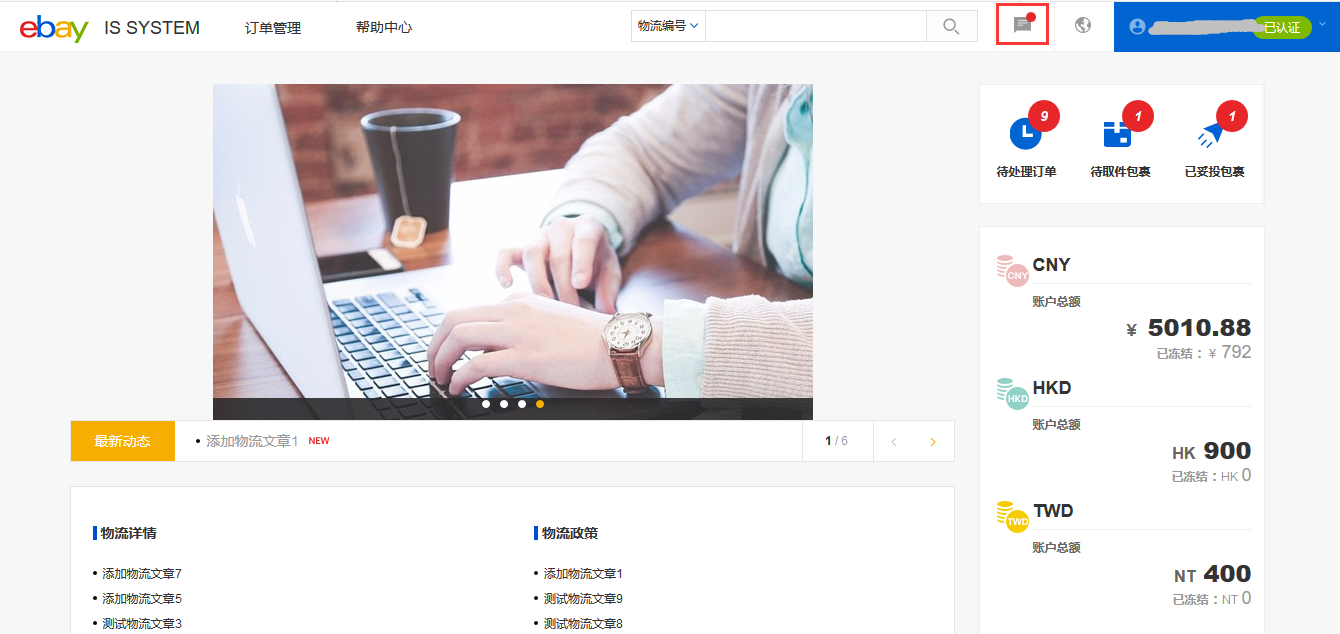 ebay IS SYSTEM 订单管理 帮助中心 物流编号 已认证
9 1 1
待处理订单 待取件包裹 已妥投包裹
CNY
CNY
账户总额
¥ 5010.88
已冻结：¥ 792
HKD
HKD
账户总额
HK 900
已冻结：HK 0
TWD
TWD
账户总额
NT 400
已冻结：NT 0
最新动态 • 添加物流文章1 NEW 1 / 6
物流详情
• 添加物流文章7
• 添加物流文章5
• 测试物流文章3
物流政策
• 添加物流文章1
• 测试物流文章9
• 测试物流文章8